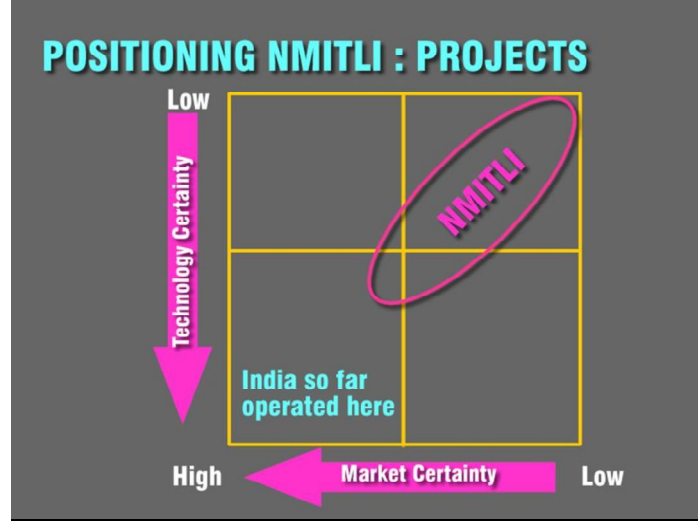 POSITIONING NMITLI : PROJECTS
Low
Technology Certainty
NMITLI
India so far
operated here
High
Market Certainty
Low